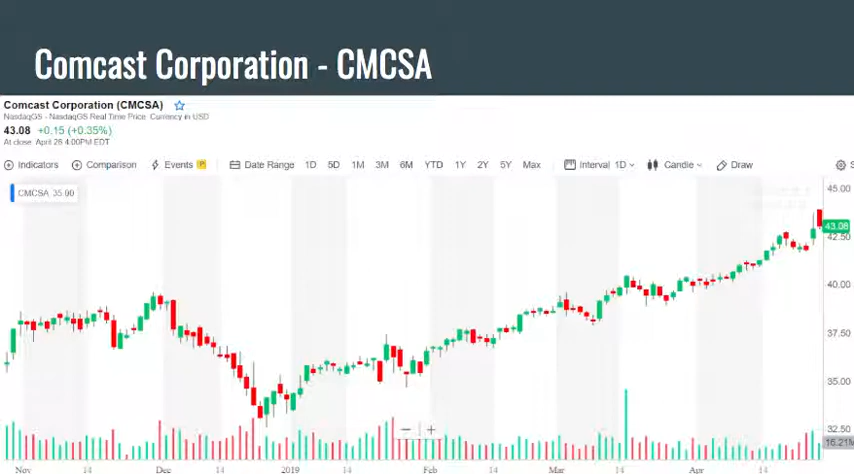 Comcast Corporation - CMCSA
Comcast Corporation (CMCSA)
NasdaqGS - NasdaqGS Real Time Price. Currency in USD
43.08 +0.15 (+0.35%)
At close: April 26 4:00PM EDT
Indicators Comparison Events Date Range 1D 5D 1M 3M 6M YTD 1Y 2Y 5Y Max Interval 1D Candle Draw S
CMCSA 35.00
45.00
43.08
42.50
40.00
37.50
35.00
32.50
16.21M
Nov 14 Dec 14 2019 14 Feb 14 Mar 14 Apr 14